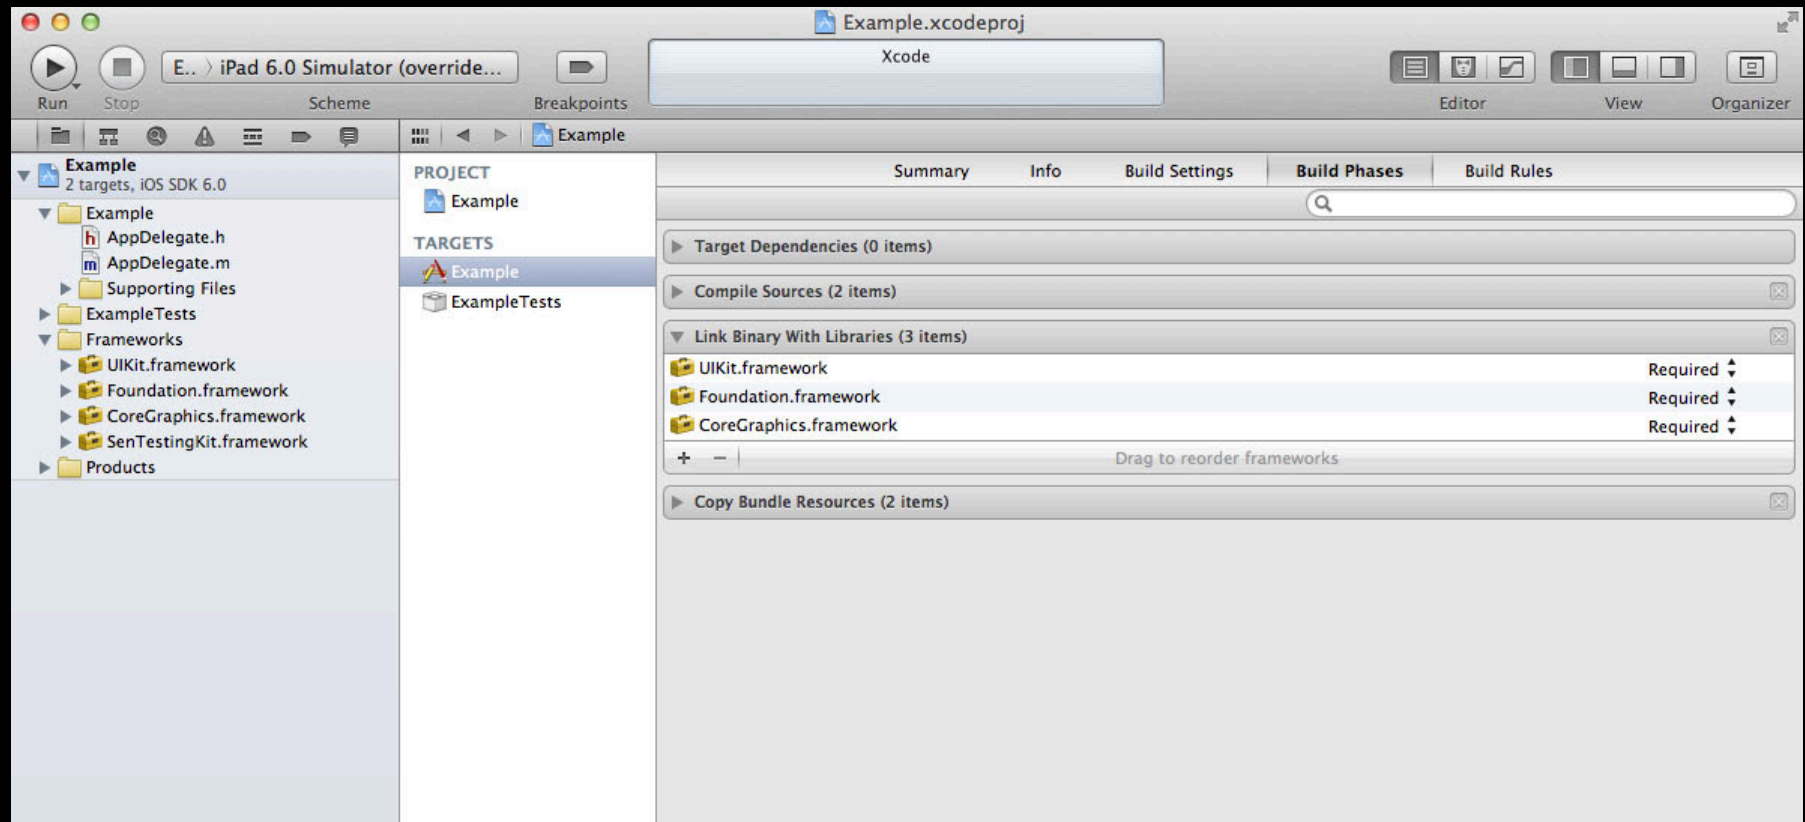 Example.xcodeproj
E.. 〉 iPad 6.0 Simulator (override...
Xcode
Run
Stop
Scheme
Breakpoints
Editor
View
Organizer
Example
Example
2 targets, iOS SDK 6.0
Example
AppDelegate.h
AppDelegate.m
Supporting Files
ExampleTests
Frameworks
UIKit.framework
Foundation.framework
CoreGraphics.framework
SenTestingKit.framework
Products
PROJECT
Example
TARGETS
Example
ExampleTests
Summary
Info
Build Settings
Build Phases
Build Rules
Target Dependencies (0 items)
Compile Sources (2 items)
Link Binary With Libraries (3 items)
UIKit.framework Required
Foundation.framework Required
CoreGraphics.framework Required
+ − Drag to reorder frameworks
Copy Bundle Resources (2 items)